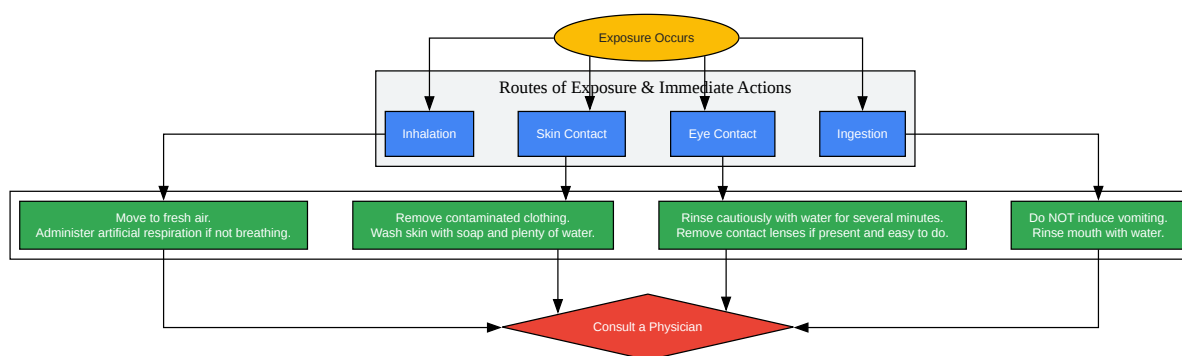 Exposure Occurs
Routes of Exposure & Immediate Actions
Inhalation
Skin Contact
Eye Contact
Ingestion
Move to fresh air.
Administer artificial respiration if not breathing.
Remove contaminated clothing.
Wash skin with soap and plenty of water.
Rinse cautiously with water for several minutes.
Remove contact lenses if present and easy to do.
Do NOT induce vomiting.
Rinse mouth with water.
Consult a Physician